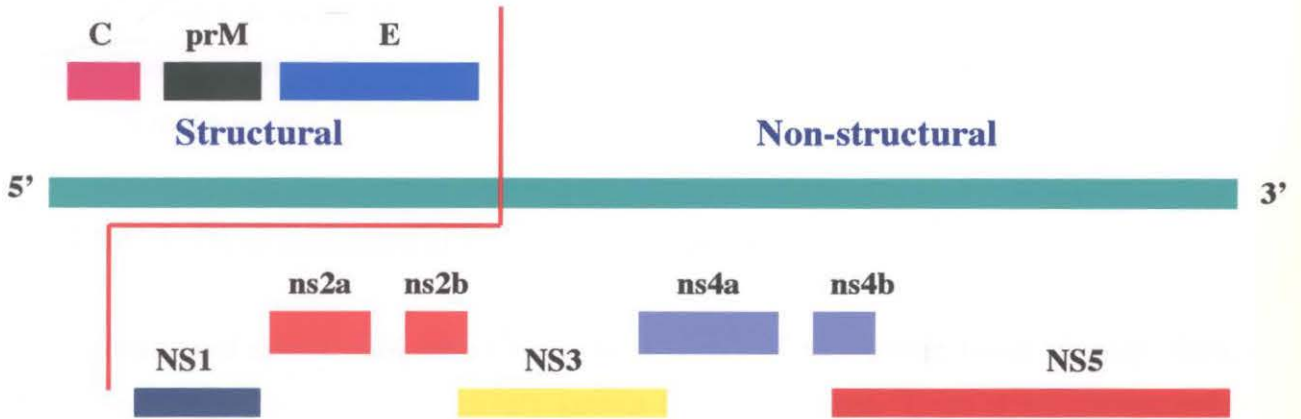 C prM E
Structural Non-structural
5’ 3’
ns2a ns2b ns4a ns4b
NS1 NS3 NS5